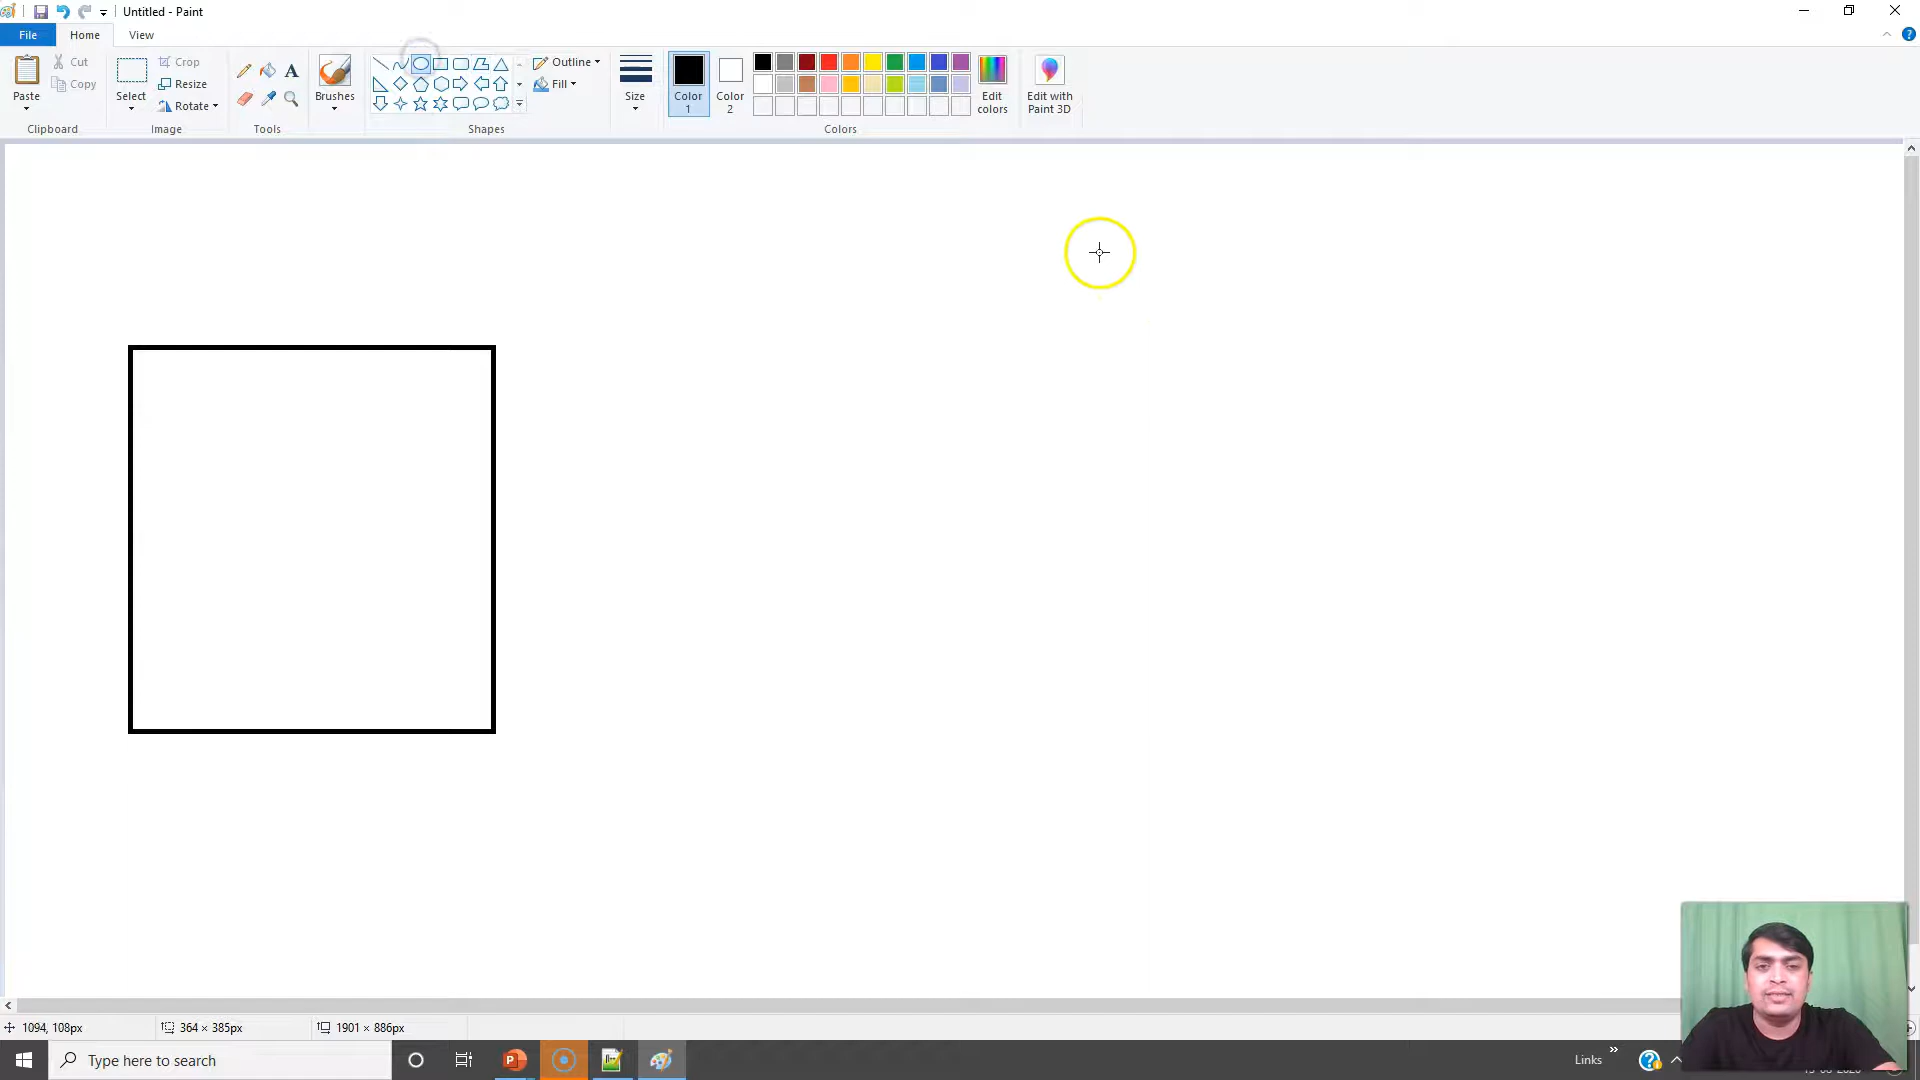 Untitled - Paint
File Home View
Paste
Cut
Copy
Clipboard
Select
Crop
Resize
Rotate
Image
Tools
Brushes
Shapes
Outline
Fill
Size
Color 1
Color 2
Colors
Edit colors
Edit with Paint 3D
1094, 108px 364 × 385px 1901 × 886px
Type here to search
Links